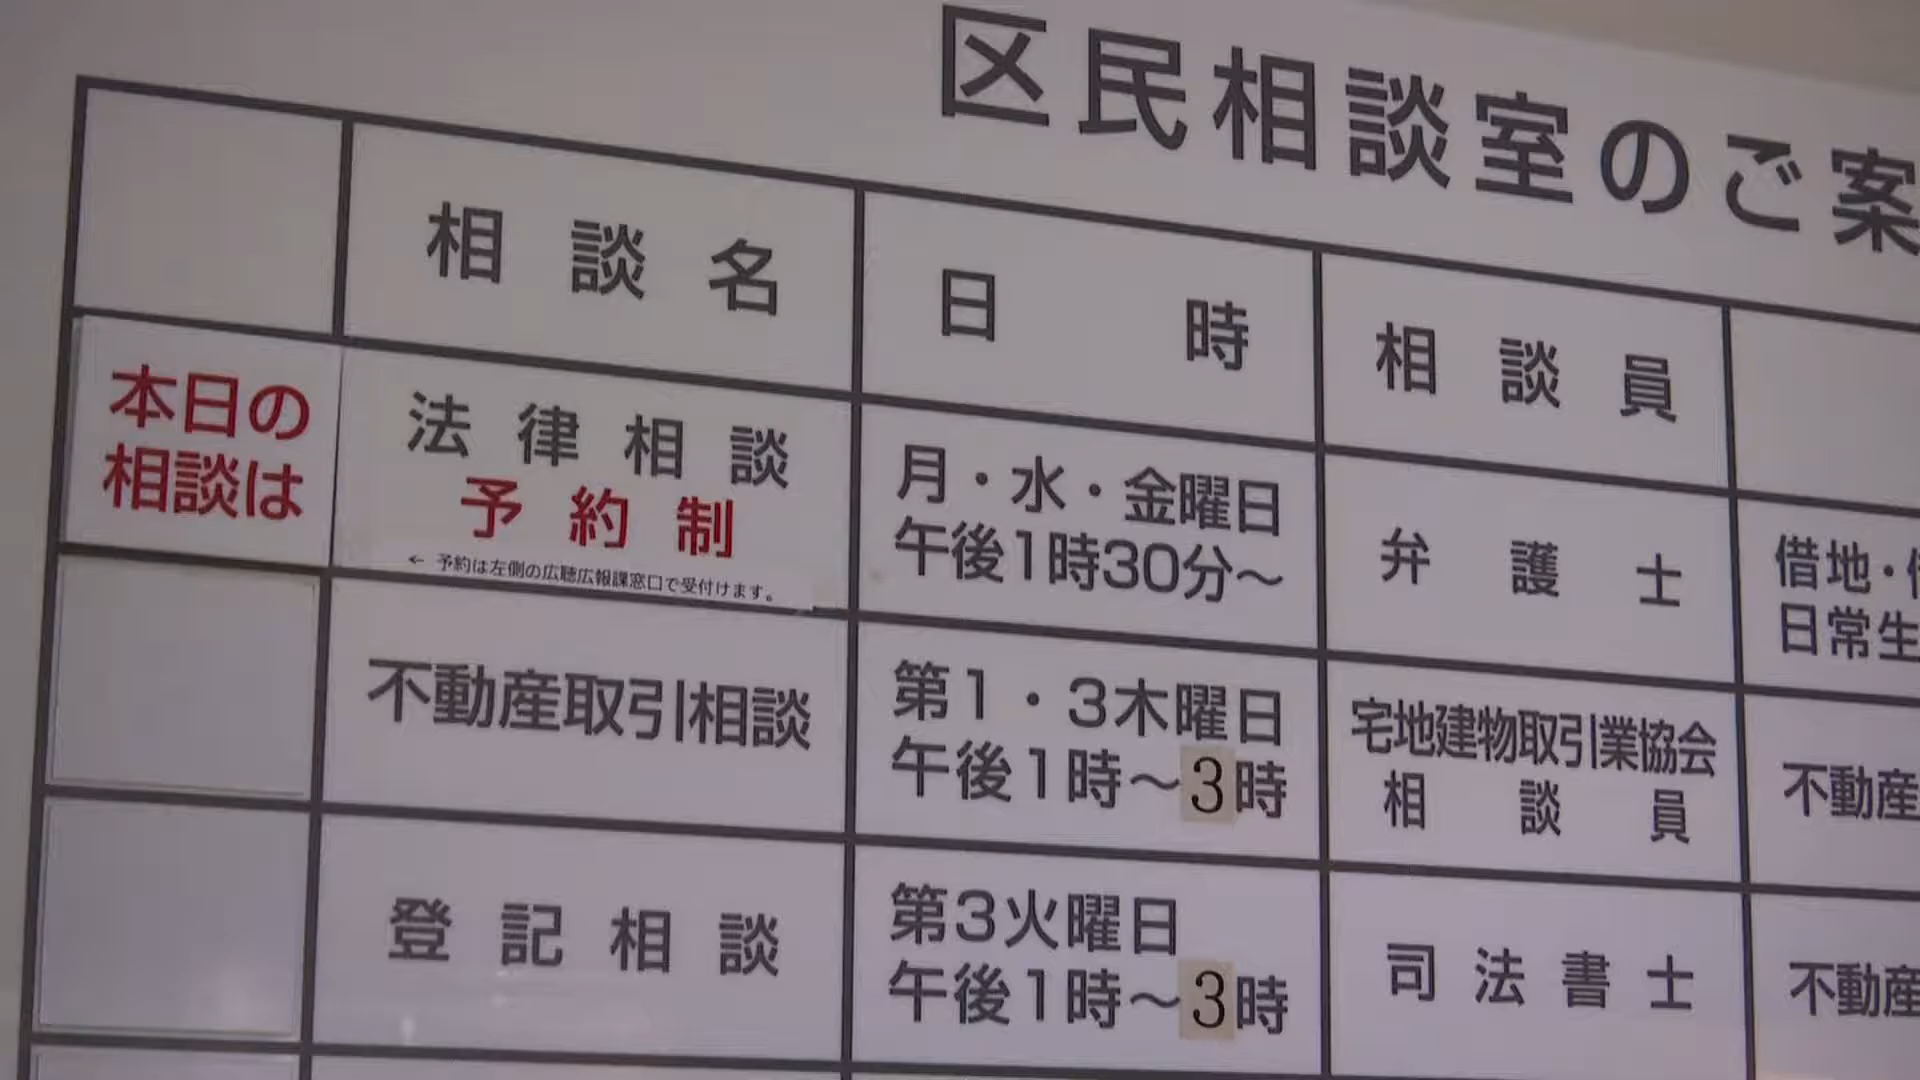 区民相談室のご案
相談名
日時
相談員
本日の
相談は
法律相談
予約制
← 予約は左側の広聴広報課窓口で受付けます。
月・水・金曜日
午後1時30分～
弁護士
借地・
日常生
不動産取引相談
第1・3木曜日
午後1時～3時
宅地建物取引業協会
相談員
不動産
登記相談
第3火曜日
午後1時～3時
司法書士
不動産